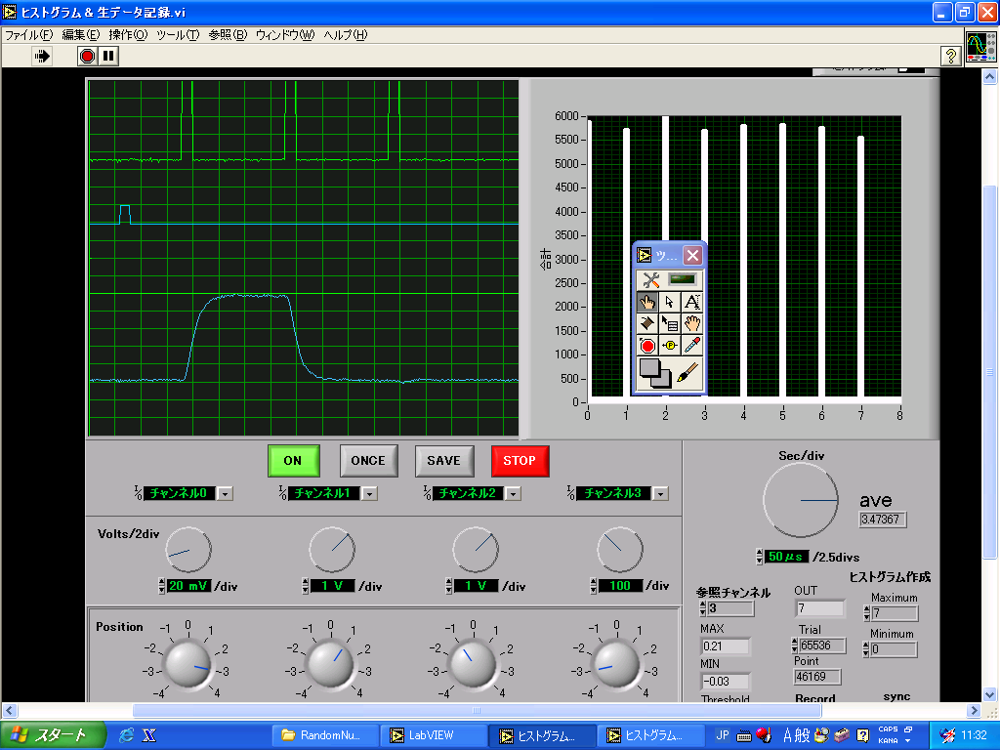 ヒストグラム & 生データ記録.vi
ファイル(F) 編集(E) 操作(O) ツール(T) 参照(B) ウィンドウ(W) ヘルプ(H)
?
6000
5500
5000
4500
4000
3500
3000
2500
2000
1500
1000
500
0
合計
0 1 2 3 4 5 6 7 8
ツ...
ON ONCE SAVE STOP
チャンネル0 チャンネル1 チャンネル2 チャンネル3
Volts/2div
20 mV /div 1 V /div 1 V /div 100 /div
Position
-4 -3 -2 -1 0 1 2 3 4
-4 -3 -2 -1 0 1 2 3 4
-4 -3 -2 -1 0 1 2 3 4
-4 -3 -2 -1 0 1 2 3 4
Sec/div
ave
3.47367
50 μs /2.5divs
ヒストグラム作成
参照チャンネル
3
OUT
7
Maximum
7
MAX
0.21
Trial
65536
Minimum
0
MIN
-0.03
Point
46169
Threshold
Record
sync
スタート
RandomNu...
LabVIEW
ヒストグラム...
ヒストグラム...
JP
A 般
CAPS
KANA
11:32